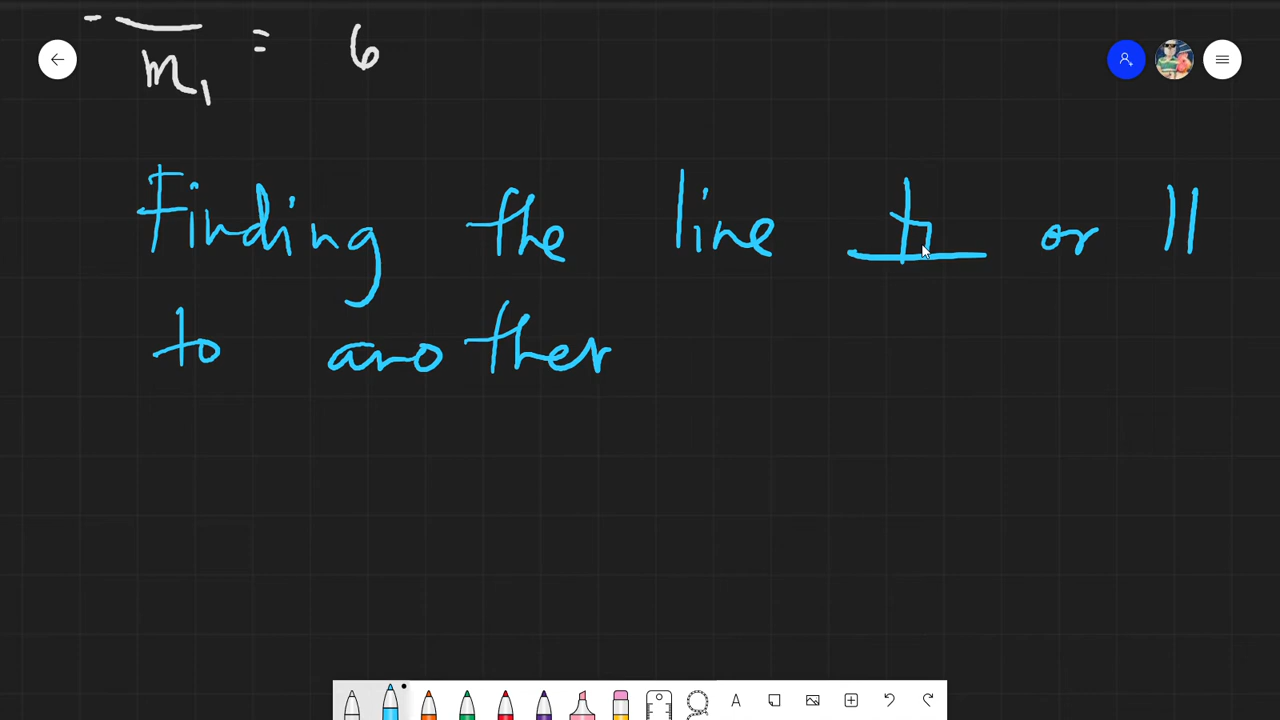 - — = 6
m₁
Finding the line ⊥ or ||
to another
A